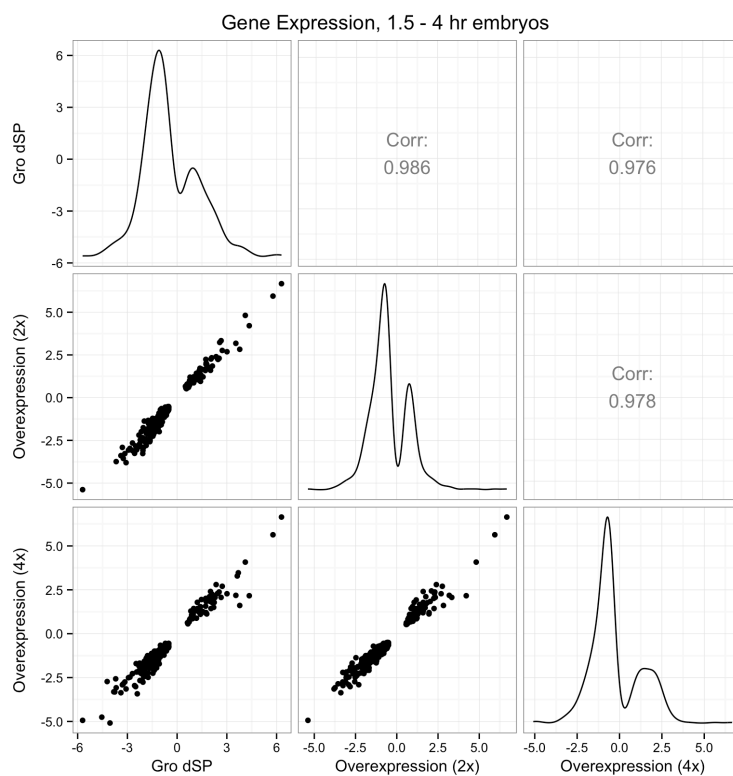 Gene Expression, 1.5 - 4 hr embryos
6
3
0
-3
-6
Gro dSP
Corr:
0.986
Corr:
0.976
5.0
2.5
0.0
-2.5
-5.0
Overexpression (2x)
Corr:
0.978
5.0
2.5
0.0
-2.5
-5.0
Overexpression (4x)
-6 -3 0 3 6
-5.0 -2.5 0.0 2.5 5.0
-5.0 -2.5 0.0 2.5 5.0
Gro dSP
Overexpression (2x)
Overexpression (4x)